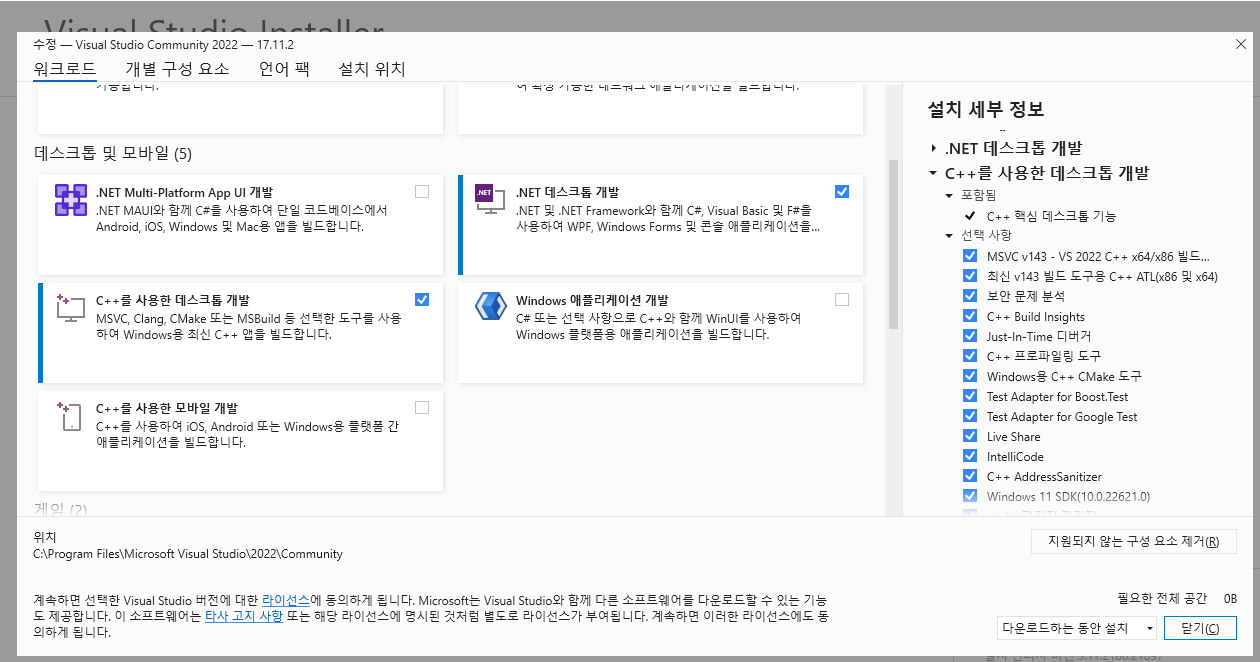 Visual Studio Installer
수정 — Visual Studio Community 2022 — 17.11.2
워크로드 개별 구성 요소 언어 팩 설치 위치
데스크톱 및 모바일 (5)
.NET Multi-Platform App UI 개발
.NET MAUI와 함께 C#을 사용하여 단일 코드베이스에서
Android, iOS, Windows 및 Mac용 앱을 빌드합니다.
.NET
.NET 데스크톱 개발
.NET 및 .NET Framework와 함께 C#, Visual Basic 및 F#을
사용하여 WPF, Windows Forms 및 콘솔 애플리케이션을...
C++를 사용한 데스크톱 개발
MSVC, Clang, CMake 또는 MSBuild 등 선택한 도구를 사용
하여 Windows용 최신 C++ 앱을 빌드합니다.
Windows 애플리케이션 개발
C# 또는 선택 사항으로 C++와 함께 WinUI를 사용하여
Windows 플랫폼용 애플리케이션을 빌드합니다.
C++를 사용한 모바일 개발
C++를 사용하여 iOS, Android 또는 Windows용 플랫폼 간
애플리케이션을 빌드합니다.
게임 (2)
설치 세부 정보
.NET 데스크톱 개발
C++를 사용한 데스크톱 개발
포함됨
C++ 핵심 데스크톱 기능
선택 사항
MSVC v143 - VS 2022 C++ x64/x86 빌드...
최신 v143 빌드 도구용 C++ ATL(x86 및 x64)
보안 문제 분석
C++ Build Insights
Just-In-Time 디버거
C++ 프로파일링 도구
Windows용 C++ CMake 도구
Test Adapter for Boost.Test
Test Adapter for Google Test
Live Share
IntelliCode
C++ AddressSanitizer
Windows 11 SDK(10.0.22621.0)
위치
C:\Program Files\Microsoft Visual Studio\2022\Community
지원되지 않는 구성 요소 제거(R)
계속하면 선택한 Visual Studio 버전에 대한 라이선스에 동의하게 됩니다. Microsoft는 Visual Studio와 함께 다른 소프트웨어를 다운로드할 수 있는 기능
도 제공합니다. 이 소프트웨어는 타사 고지 사항 또는 해당 라이선스에 명시된 것처럼 별도로 라이선스가 부여됩니다. 계속하면 이러한 라이선스에도 동
의하게 됩니다.
필요한 전체 공간 0B
다운로드하는 동안 설치 닫기(C)